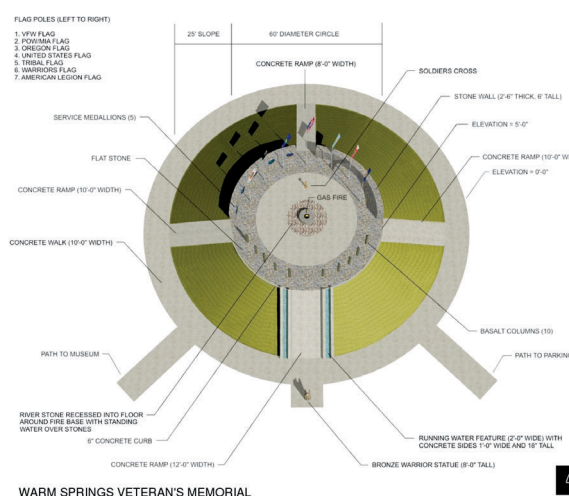 FLAG POLES (LEFT TO RIGHT)
1. VFW FLAG
2. POW/MIA FLAG
3. OREGON FLAG
4. UNITED STATES FLAG
5. TRIBAL FLAG
6. WARRIORS FLAG
7. AMERICAN LEGION FLAG
25' SLOPE
60' DIAMETER CIRCLE
CONCRETE RAMP (8'-0" WIDTH)
SOLDIERS CROSS
STONE WALL (2'-6" THICK, 6' TALL)
SERVICE MEDALLIONS (5)
ELEVATION = 5'-0"
FLAT STONE
CONCRETE RAMP (10'-0" W
ELEVATION = 0'-0"
CONCRETE RAMP (10'-0" WIDTH)
GAS FIRE
CONCRETE WALK (10'-0" WIDTH)
BASALT COLUMNS (10)
PATH TO MUSEUM
PATH TO PARKIN
RIVER STONE RECESSED INTO FLOOR
AROUND FIRE BASE WITH STANDING
WATER OVER STONES
6" CONCRETE CURB
RUNNING WATER FEATURE (2'-0" WIDE) WITH
CONCRETE SIDES 1'-0" WIDE AND 18" TALL
CONCRETE RAMP (12'-0" WIDTH)
BRONZE WARRIOR STATUE (8'-0" TALL)
WARM SPRINGS VETERAN'S MEMORIAL